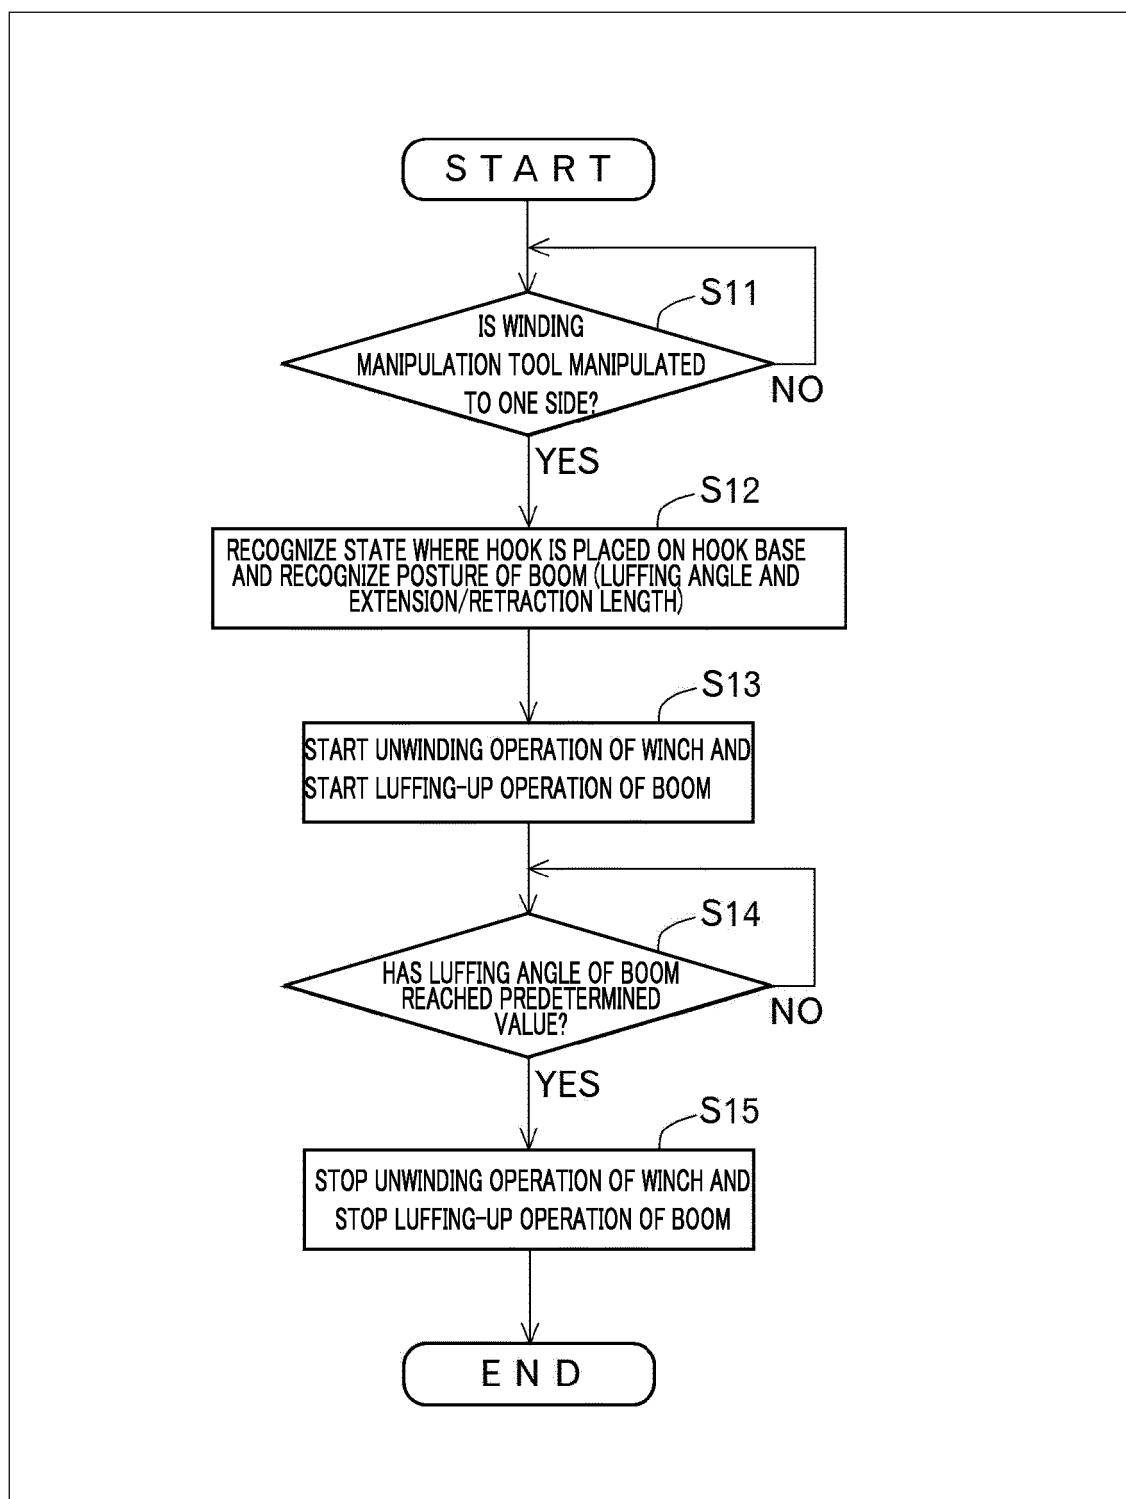 START
S11
IS WINDING
MANIPULATION TOOL MANIPULATED
TO ONE SIDE?
NO
YES
S12
RECOGNIZE STATE WHERE HOOK IS PLACED ON HOOK BASE
AND RECOGNIZE POSTURE OF BOOM (LUFFING ANGLE AND
EXTENSION/RETRACTION LENGTH)
S13
START UNWINDING OPERATION OF WINCH AND
START LUFFING-UP OPERATION OF BOOM
S14
HAS LUFFING ANGLE OF BOOM
REACHED PREDETERMINED
VALUE?
NO
YES
S15
STOP UNWINDING OPERATION OF WINCH AND
STOP LUFFING-UP OPERATION OF BOOM
END